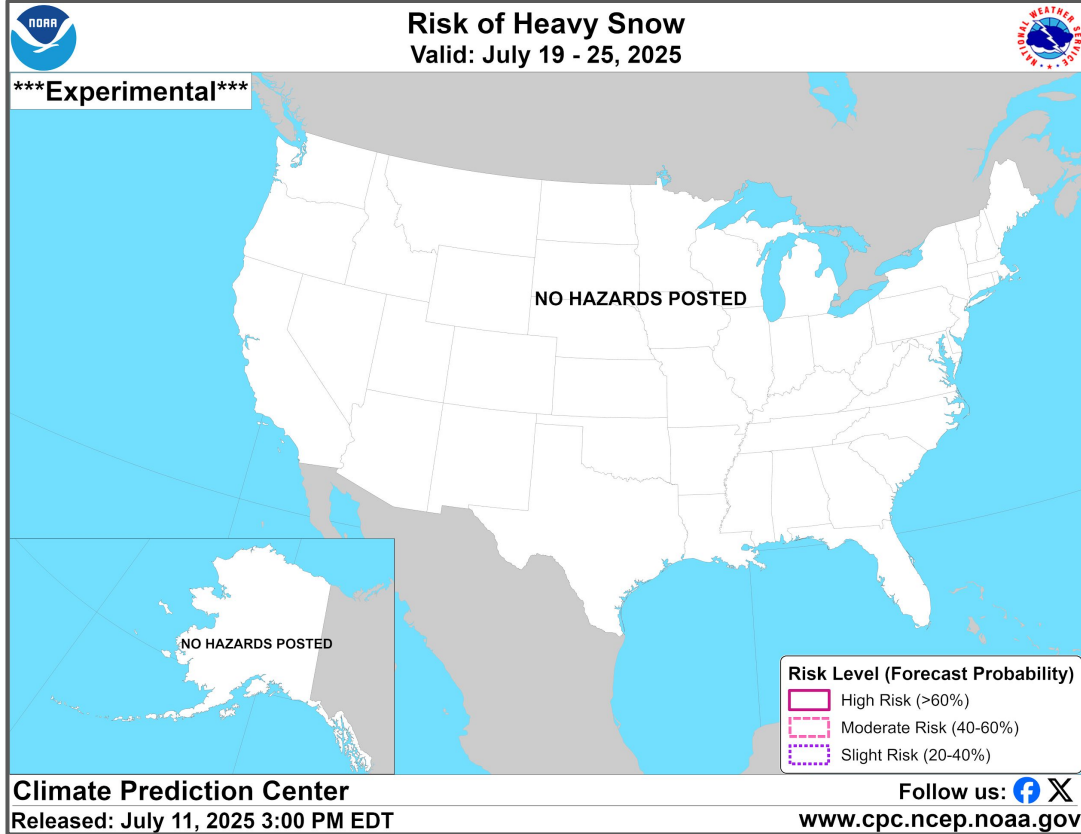 NOAA
Risk of Heavy Snow
Valid: July 19 - 25, 2025
NATIONAL WEATHER SERVICE
***Experimental***
NO HAZARDS POSTED
NO HAZARDS POSTED
Risk Level (Forecast Probability)
High Risk (>60%)
Moderate Risk (40-60%)
Slight Risk (20-40%)
Climate Prediction Center
Follow us:
Released: July 11, 2025 3:00 PM EDT
www.cpc.ncep.noaa.gov